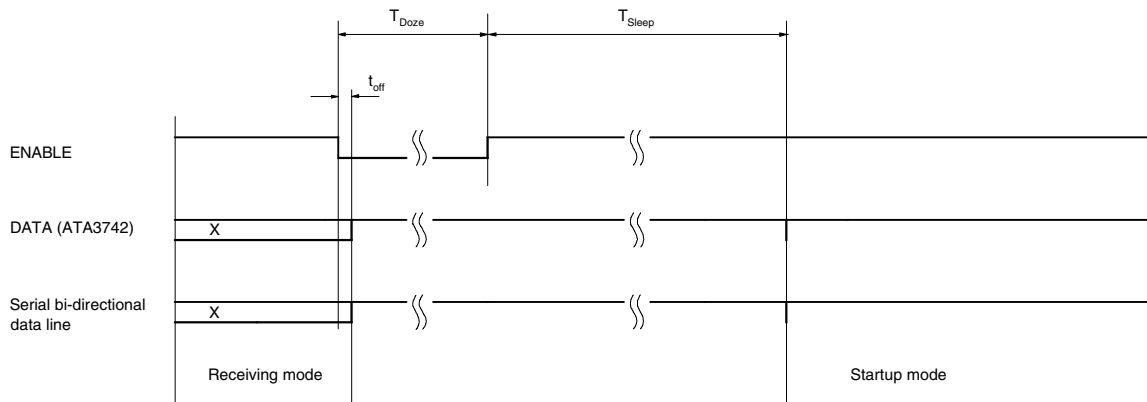 T_Doze T_Sleep
t_off
ENABLE
DATA (ATA3742) X
Serial bi-directional
data line X
Receiving mode Startup mode